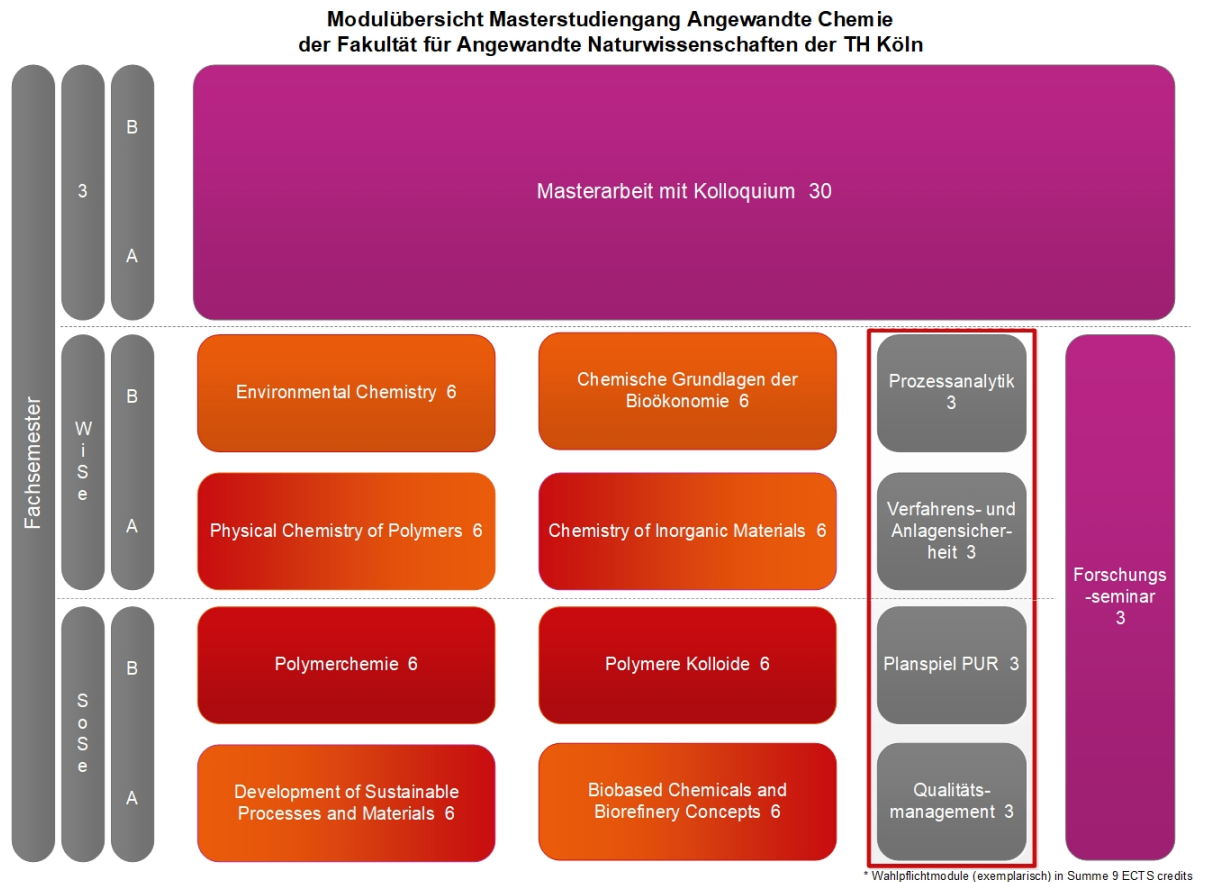 Modulübersicht Masterstudiengang Angewandte Chemie
der Fakultät für Angewandte Naturwissenschaften der TH Köln
Fachsemester
3
B
A
Masterarbeit mit Kolloquium 30
WiSe
B
A
Environmental Chemistry 6
Chemische Grundlagen der
Bioökonomie 6
Prozessanalytik
3
Physical Chemistry of Polymers 6
Chemistry of Inorganic Materials 6
Verfahrens- und
Anlagensicher-
heit 3
Forschungs
-seminar
3
SoSe
B
A
Polymerchemie 6
Polymere Kolloide 6
Planspiel PUR 3
Development of Sustainable
Processes and Materials 6
Biobased Chemicals and
Biorefinery Concepts 6
Qualitäts-
management 3
* Wahlpflichtmodule (exemplarisch) in Summe 9 ECTS credits